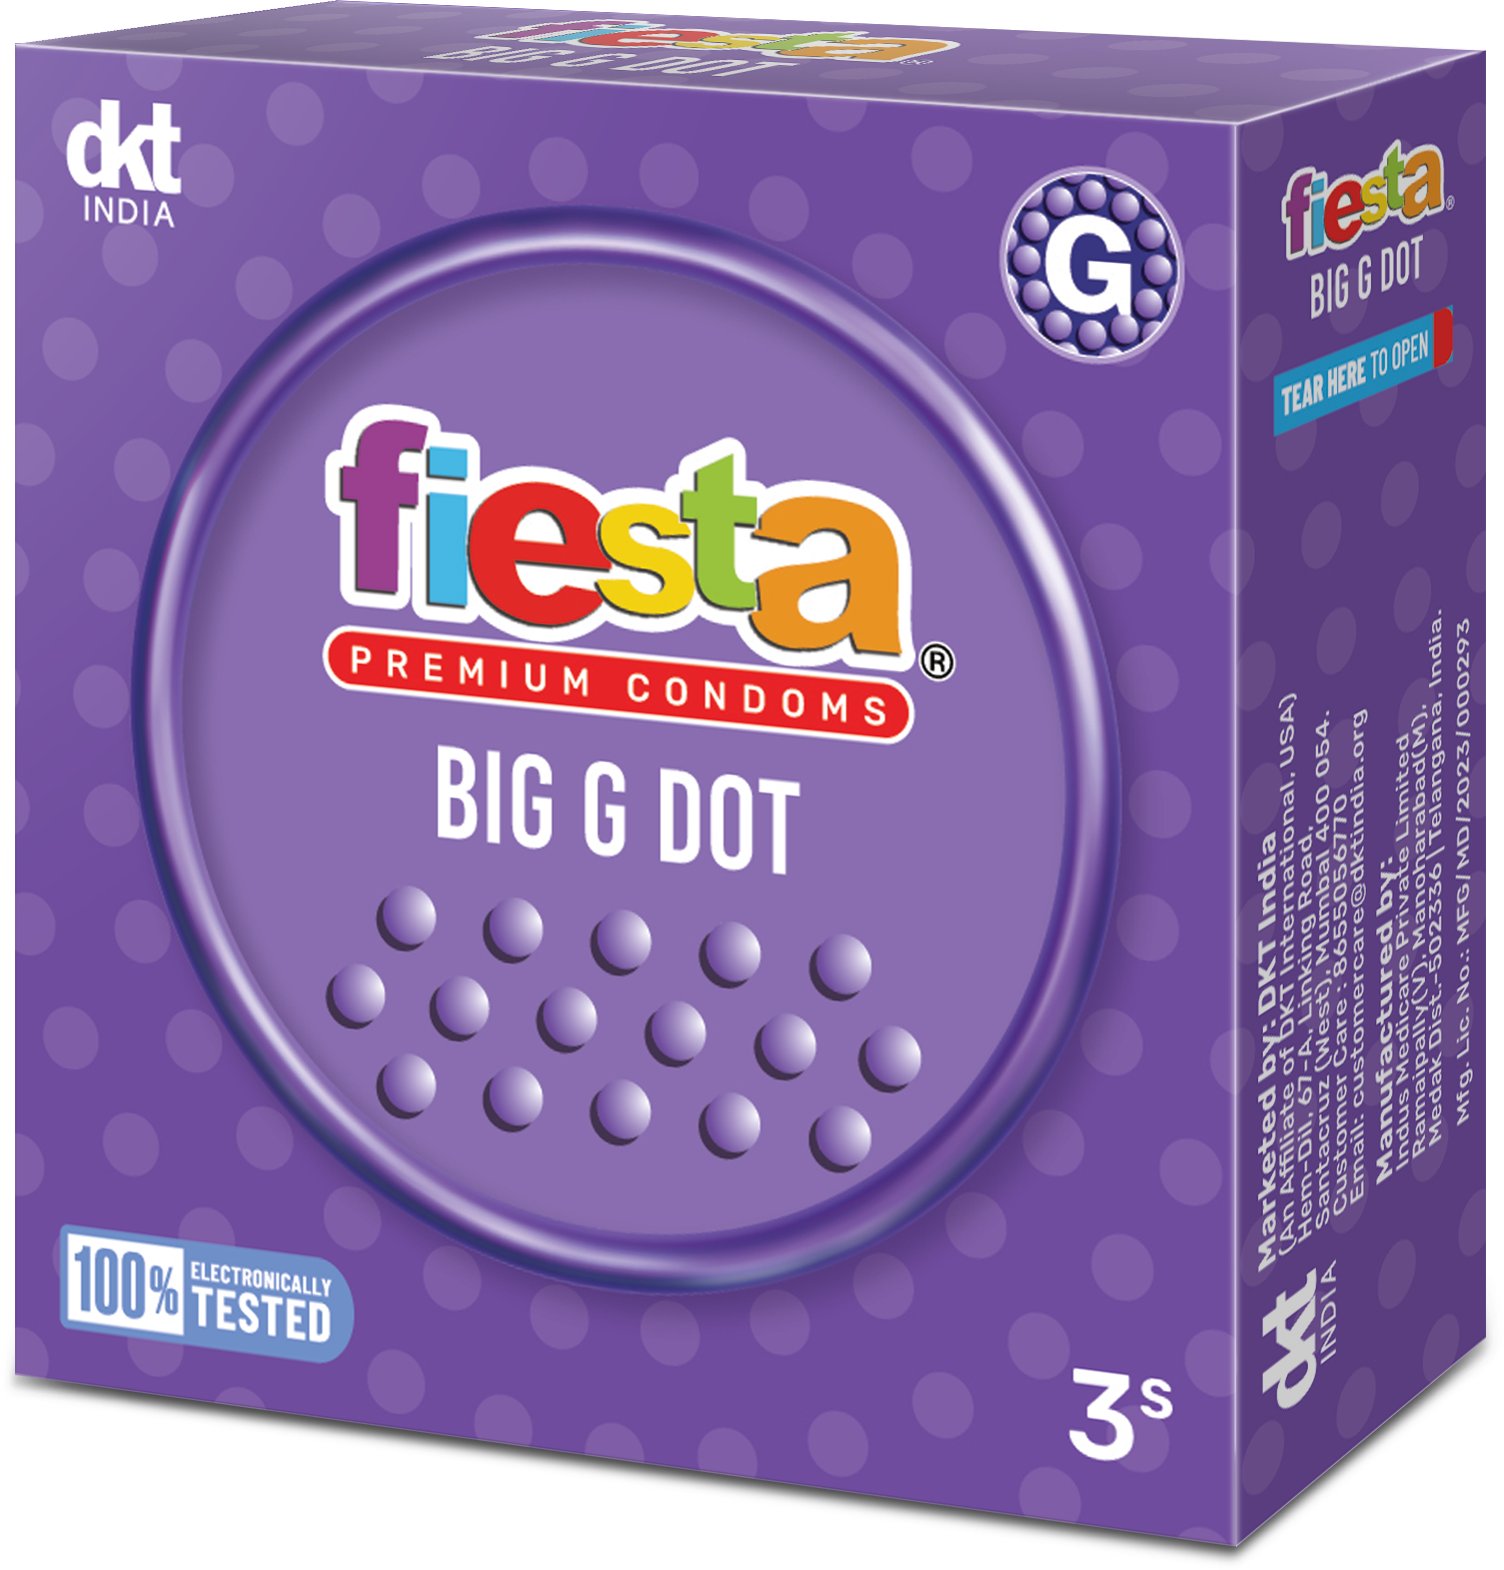 fiesta
BIG G DOT
dkt
INDIA
G
fiesta®
PREMIUM CONDOMS
BIG G DOT
100% ELECTRONICALLY
TESTED
3S
fiesta®
BIG G DOT
TEAR HERE TO OPEN
Marketed by: DKT India
(An Affiliate of DKT International, USA)
Hem-Dil, 67-A, Linking Road,
Santacruz (West), Mumbai 400 054.
Customer Care: 8655056770
Email: customercare@dktindia.org
Manufactured by:
Indus Medicare Private Limited
Ramaipally(V), Manoharabad(M),
Medak Dist.-502336 | Telangana, India.
Mfg. Lic. No.: MFG/MD/2023/000293
dkt
INDIA